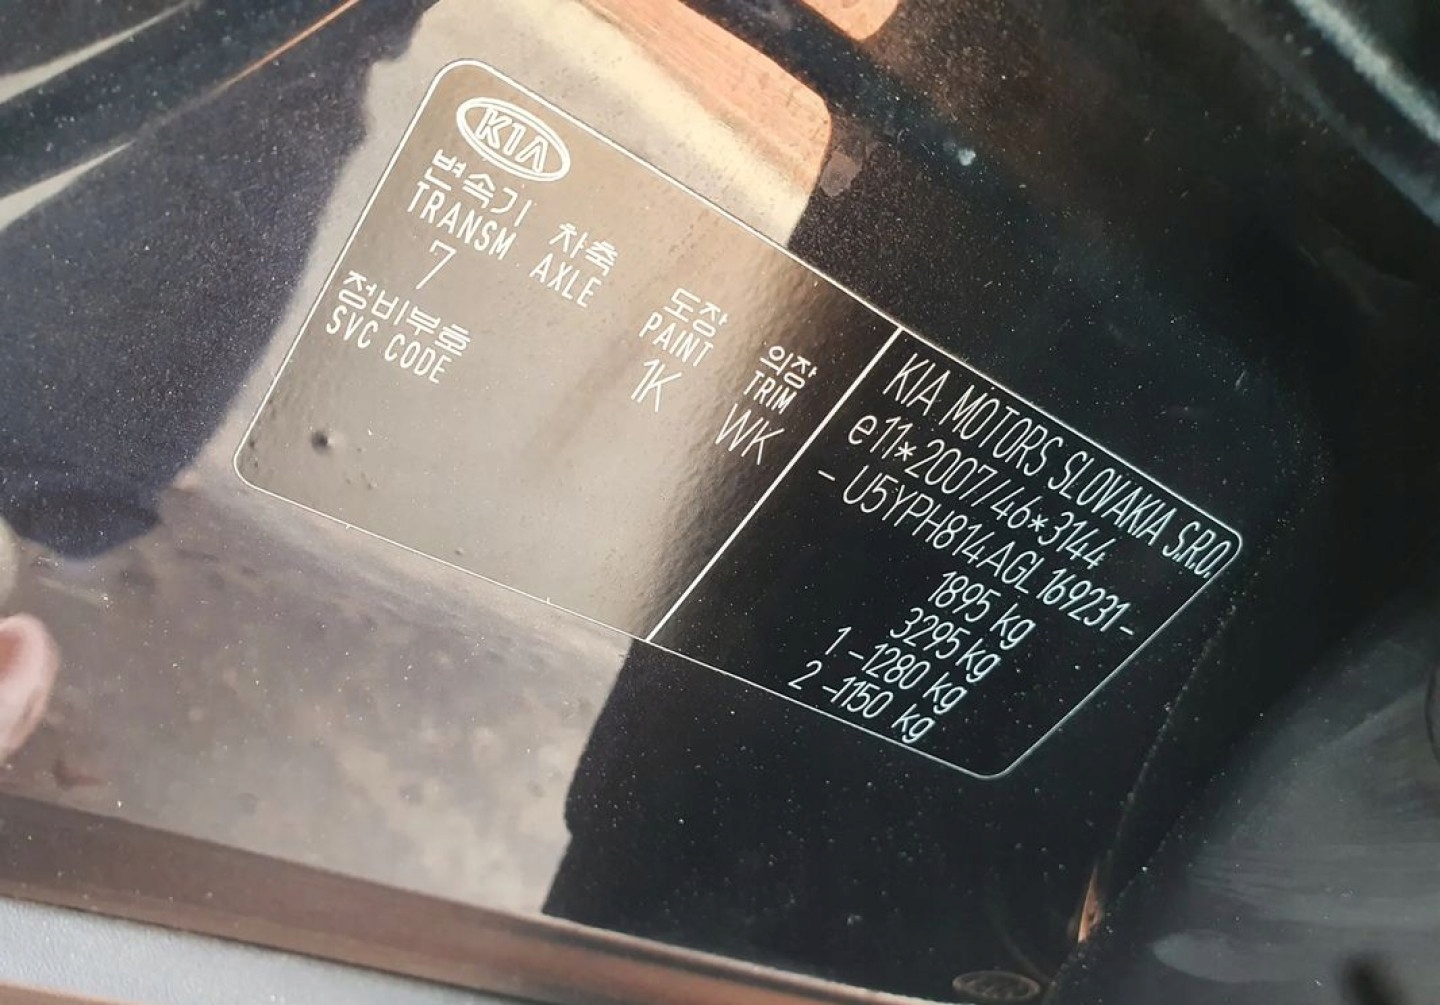 KIA
변속기 차축 도장 의장
TRANSM AXLE PAINT TRIM
7 1K WK
정비부호
SVC CODE
KIA MOTORS SLOVAKIA S.R.O.
e11*2007/46*3144
- U5YPH814AGL169231-
1895 kg
3295 kg
1 -1280 kg
2 -1150 kg